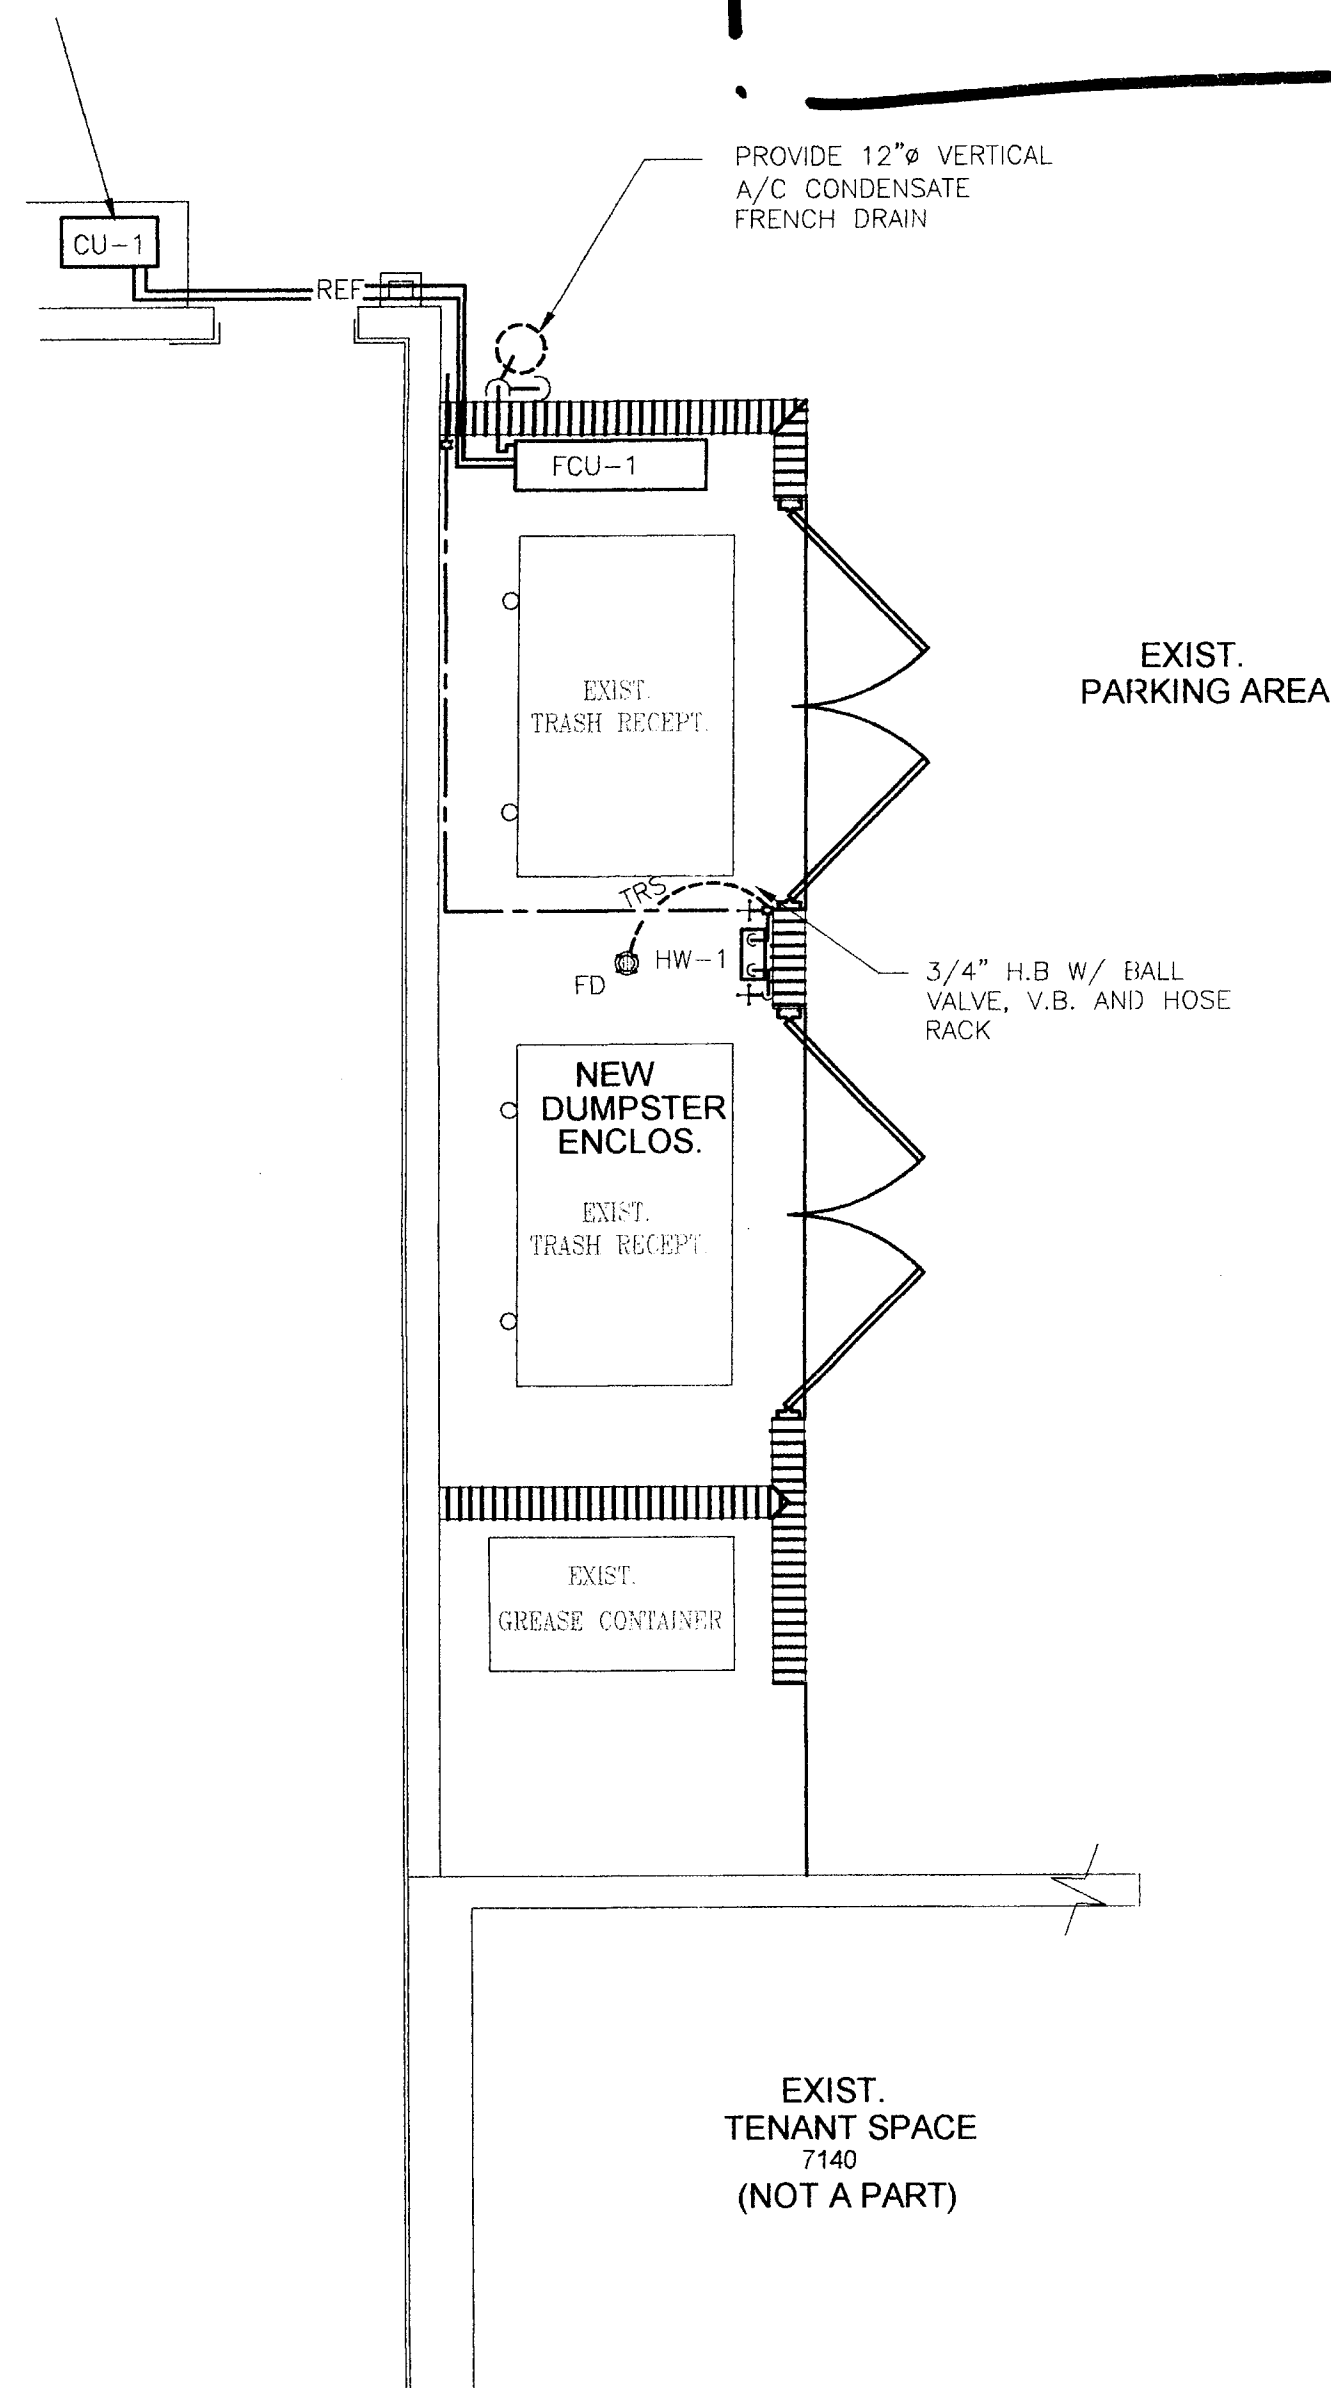 PROVIDE 12"ø VERTICAL
A/C CONDENSATE
FRENCH DRAIN
CU-1
REF
FCU-1
EXIST.
TRASH RECEPT.
EXIST.
PARKING AREA
TRS
HW-1
FD
3/4" H.B W/ BALL
VALVE, V.B. AND HOSE
RACK
NEW
DUMPSTER
ENCLOS.
EXIST.
TRASH RECEPT.
EXIST.
GREASE CONTAINER
EXIST.
TENANT SPACE
7140
(NOT A PART)